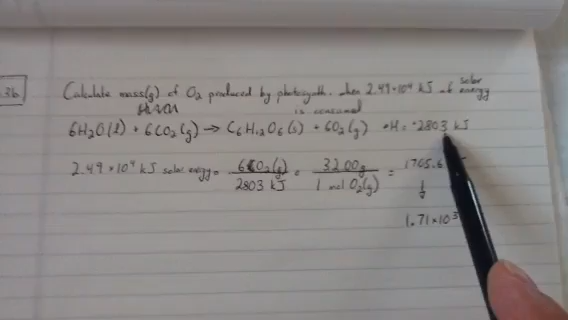 3b
Calculate mass(g) of O2 produced by photosynth. when 2.49×10⁴ kJ of solar energy
is consumed
6H2O(l) + 6CO2(g) → C6H12O6(s) + 6O2(g) ΔH = +2803 kJ
2.49×10⁴ kJ solar energy = 6O2(g) / 2803 kJ = 32.00g / 1 mol O2(g) = 1705.6
↓
1.71×10³